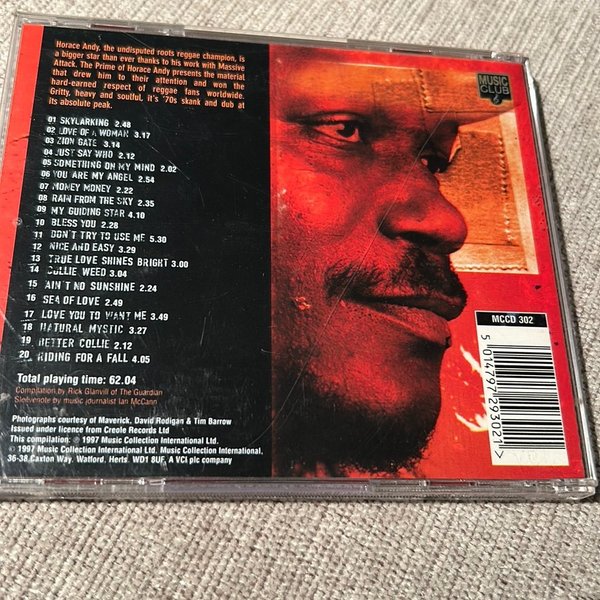 Horace Andy, the undisputed roots reggae champion, is
a bigger star than ever thanks to his work with Massive
Attack. The Prime of Horace Andy presents the material
that drew him to their attention and won the
hard-earned respect of reggae fans worldwide.
Gritty, heavy and soulful, it's '70s skank and dub at
its absolute peak.
MUSIC
CLUB
01 SKYLARKING 2.48
02 LOVE OF A WOMAN 3.17
03 ZION GATE 3.14
04 JUST SAY WHO 2.12
05 SOMETHING ON MY MIND 2.02
06 YOU ARE MY ANGEL 2.54
07 MONEY MONEY 2.22
08 RAIN FROM THE SKY 2.35
09 MY GUIDING STAR 4.10
10 BLESS YOU 2.28
11 DON'T TRY TO USE ME 5.30
12 NICE AND EASY 3.29
13 TRUE LOVE SHINES BRIGHT 3.00
14 COLLIE WEED 3.04
15 AIN'T NO SUNSHINE 2.24
16 SEA OF LOVE 2.49
17 LOVE YOU TO WANT ME 3.49
18 NATURAL MYSTIC 3.27
19 BETTER COLLIE 2.12
20 RIDING FOR A FALL 4.05
Total playing time: 62.04
Compilation by Rick Glanvill of The Guardian
Sleevenote by music journalist Ian McCann
Photographs courtesy of Maverick, David Rodigan & Tim Barrow
Issued under licence from Creole Records Ltd
This compilation: ℗ 1997 Music Collection International Ltd.
© 1997 Music Collection International Ltd. Music Collection International,
36-38 Caxton Way, Watford, Herts. WD1 8UF. A VCI plc company
MCCD 302
5 014797 293021>